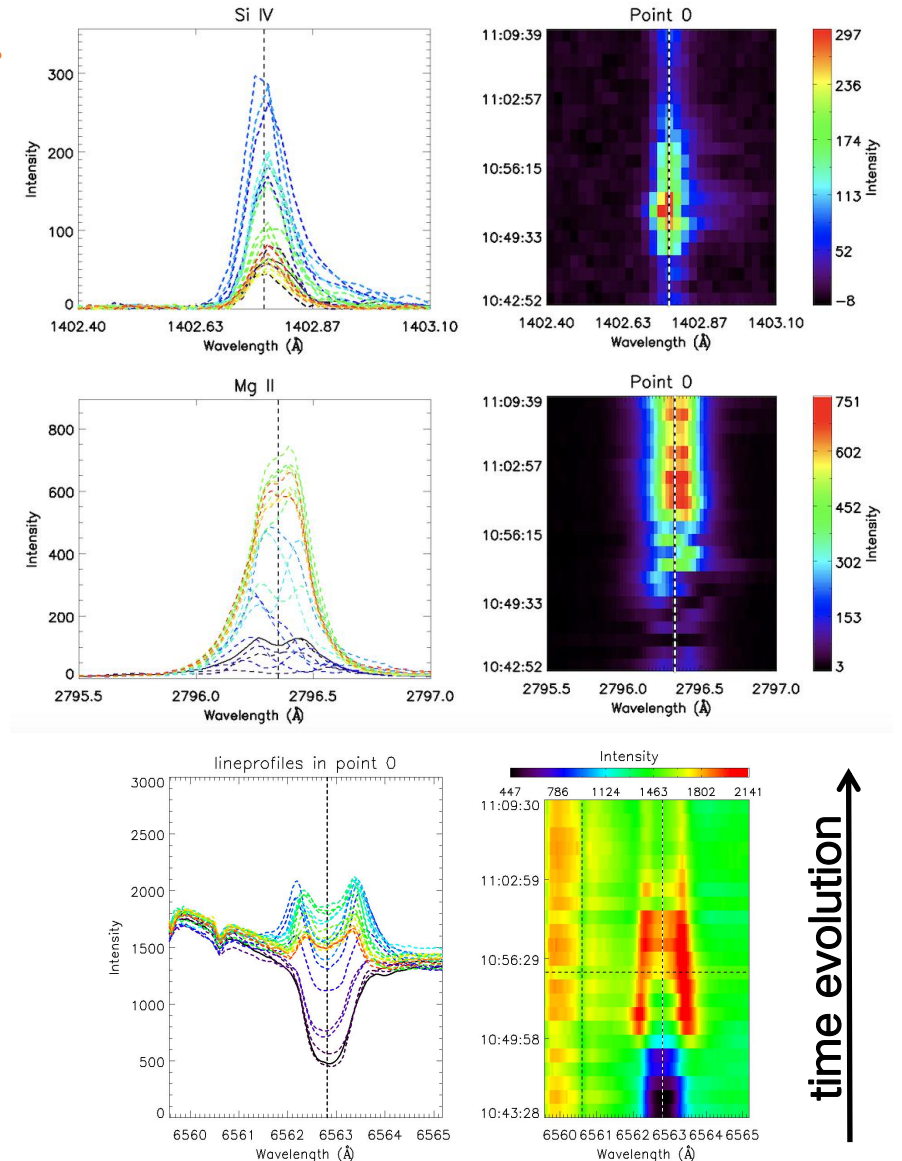 Si IV
Intensity
300
200
100
0
1402.40 1402.63 1402.87 1403.10
Wavelength (Å)
Point 0
11:09:39
11:02:57
10:56:15
10:49:33
10:42:52
1402.40 1402.63 1402.87 1403.10
Wavelength (Å)
297
236
174
113
52
−8
Intensity
Mg II
Intensity
800
600
400
200
0
2795.5 2796.0 2796.5 2797.0
Wavelength (Å)
Point 0
11:09:39
11:02:57
10:56:15
10:49:33
10:42:52
2795.5 2796.0 2796.5 2797.0
Wavelength (Å)
751
602
452
302
153
3
Intensity
lineprofiles in point 0
Intensity
3000
2500
2000
1500
1000
500
0
6560 6561 6562 6563 6564 6565
Wavelength (Å)
Intensity
447 786 1124 1463 1802 2141
11:09:30
11:02:59
10:56:29
10:49:58
10:43:28
6560 6561 6562 6563 6564 6565
Wavelength (Å)
time evolution